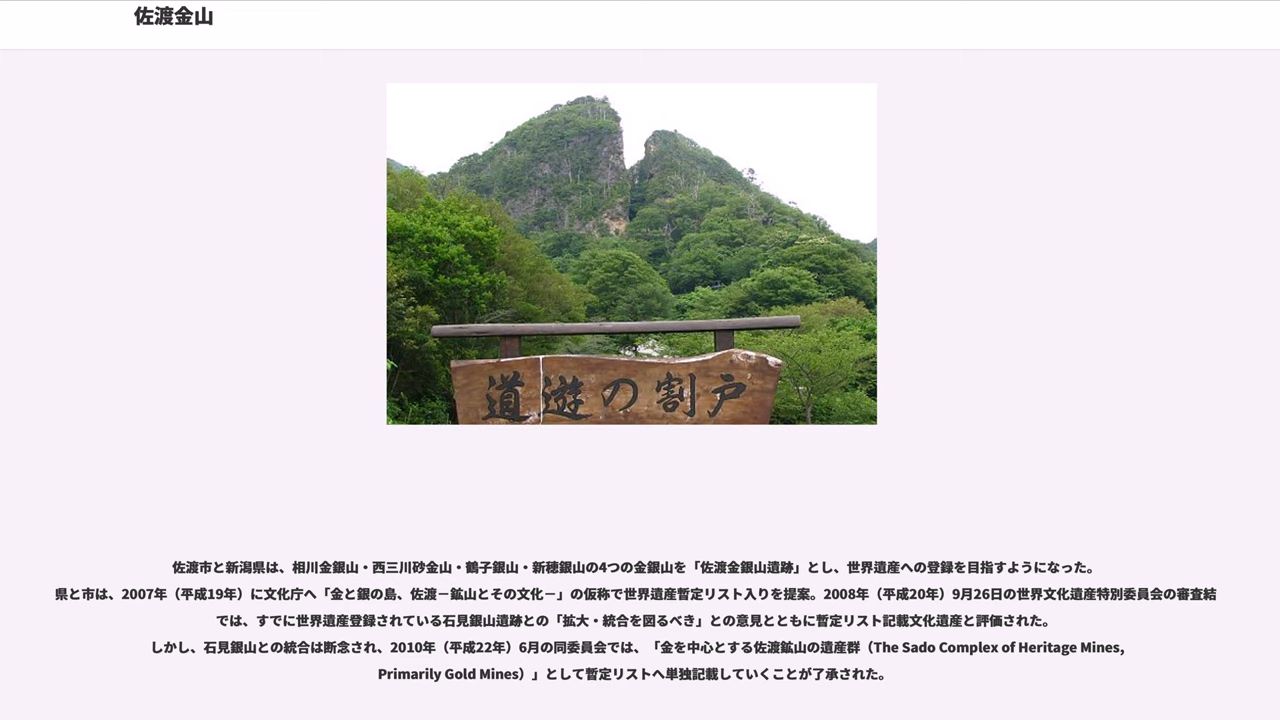 佐渡金山
道遊の割戸
佐渡市と新潟県は、相川金銀山・西三川砂金山・鶴子銀山・新穂銀山の4つの金銀山を「佐渡金銀山遺跡」とし、世界遺産への登録を目指すようになった。
県と市は、2007年（平成19年）に文化庁へ「金と銀の島、佐渡－鉱山とその文化－」の仮称で世界遺産暫定リスト入りを提案。2008年（平成20年）9月26日の世界文化遺産特別委員会の審査結
では、すでに世界遺産登録されている石見銀山遺跡との「拡大・統合を図るべき」との意見とともに暫定リスト記載文化遺産と評価された。
しかし、石見銀山との統合は断念され、2010年（平成22年）6月の同委員会では、「金を中心とする佐渡鉱山の遺産群（The Sado Complex of Heritage Mines,
Primarily Gold Mines）」として暫定リストへ単独記載していくことが了承された。